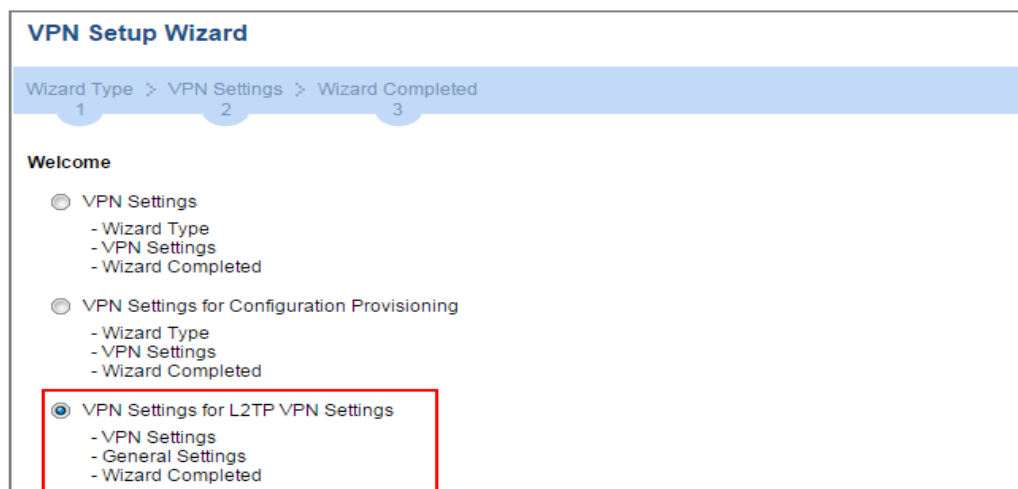 VPN Setup Wizard
Wizard Type > VPN Settings > Wizard Completed
1 2 3
Welcome
VPN Settings
- Wizard Type
- VPN Settings
- Wizard Completed
VPN Settings for Configuration Provisioning
- Wizard Type
- VPN Settings
- Wizard Completed
VPN Settings for L2TP VPN Settings
- VPN Settings
- General Settings
- Wizard Completed